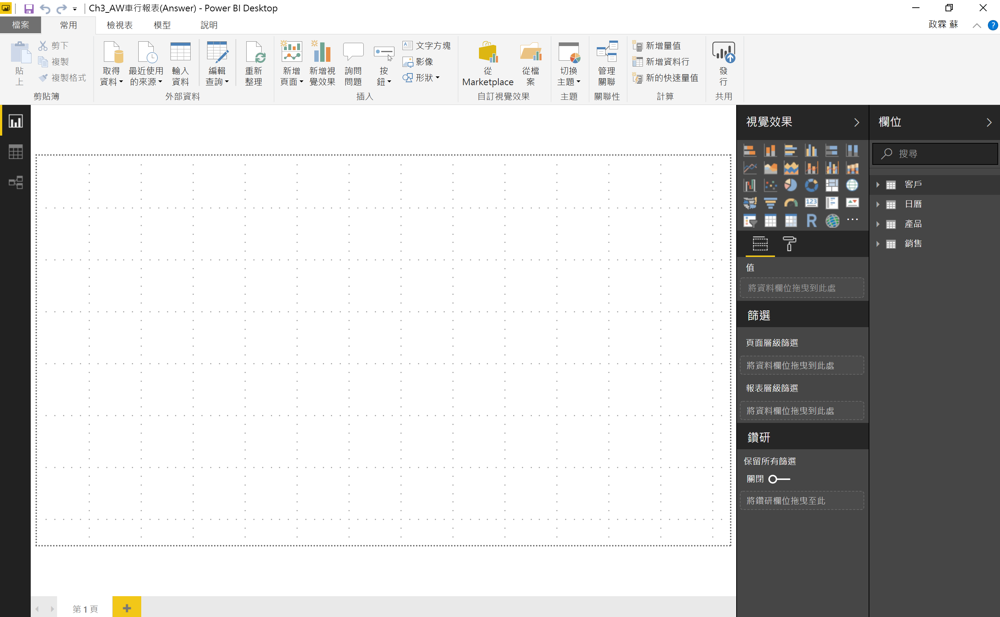 Ch3_AW車行報表(Answer) - Power BI Desktop
檔案 常用 檢視表 模型 說明 政霖 蘇 ?
貼上
剪下
複製
複製格式
剪貼簿
取得資料
最近使用的來源
輸入資料
編輯查詢
重新整理
外部資料
新增頁面
新增視覺效果
詢問問題
按鈕
文字方塊
影像
形狀
插入
從 Marketplace
從檔案
自訂視覺效果
切換主題
主題
管理關聯
關聯性
新增量值
新增資料行
新的快速量值
計算
發行
共用
視覺效果
123
R
值
將資料欄位拖曳到此處
篩選
頁面層級篩選
將資料欄位拖曳到此處
報表層級篩選
將資料欄位拖曳到此處
鑽研
保留所有篩選
關閉
將鑽研欄位拖曳至此
欄位
搜尋
客戶
日曆
產品
銷售
第 1 頁